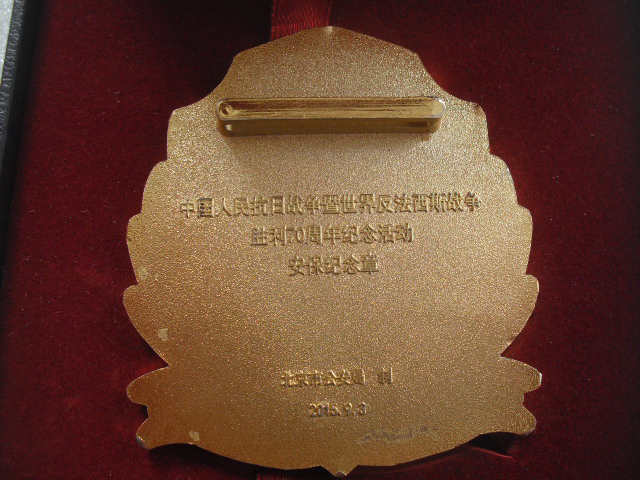 中国人民抗日战争暨世界反法西斯战争
胜利70周年纪念活动
安保纪念章
北京市公安局 制
2015.9.3